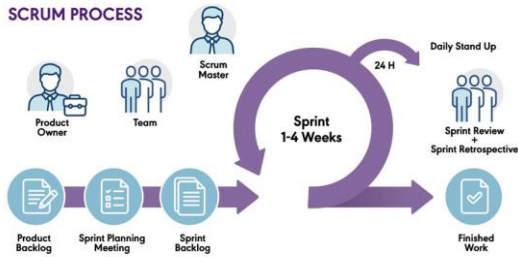 SCRUM PROCESS
Scrum
Master
Product
Owner
Team
24 H
Daily Stand Up
Sprint
1-4 Weeks
Sprint Review
+
Sprint Retrospective
Product
Backlog
Sprint Planning
Meeting
Sprint
Backlog
Finished
Work